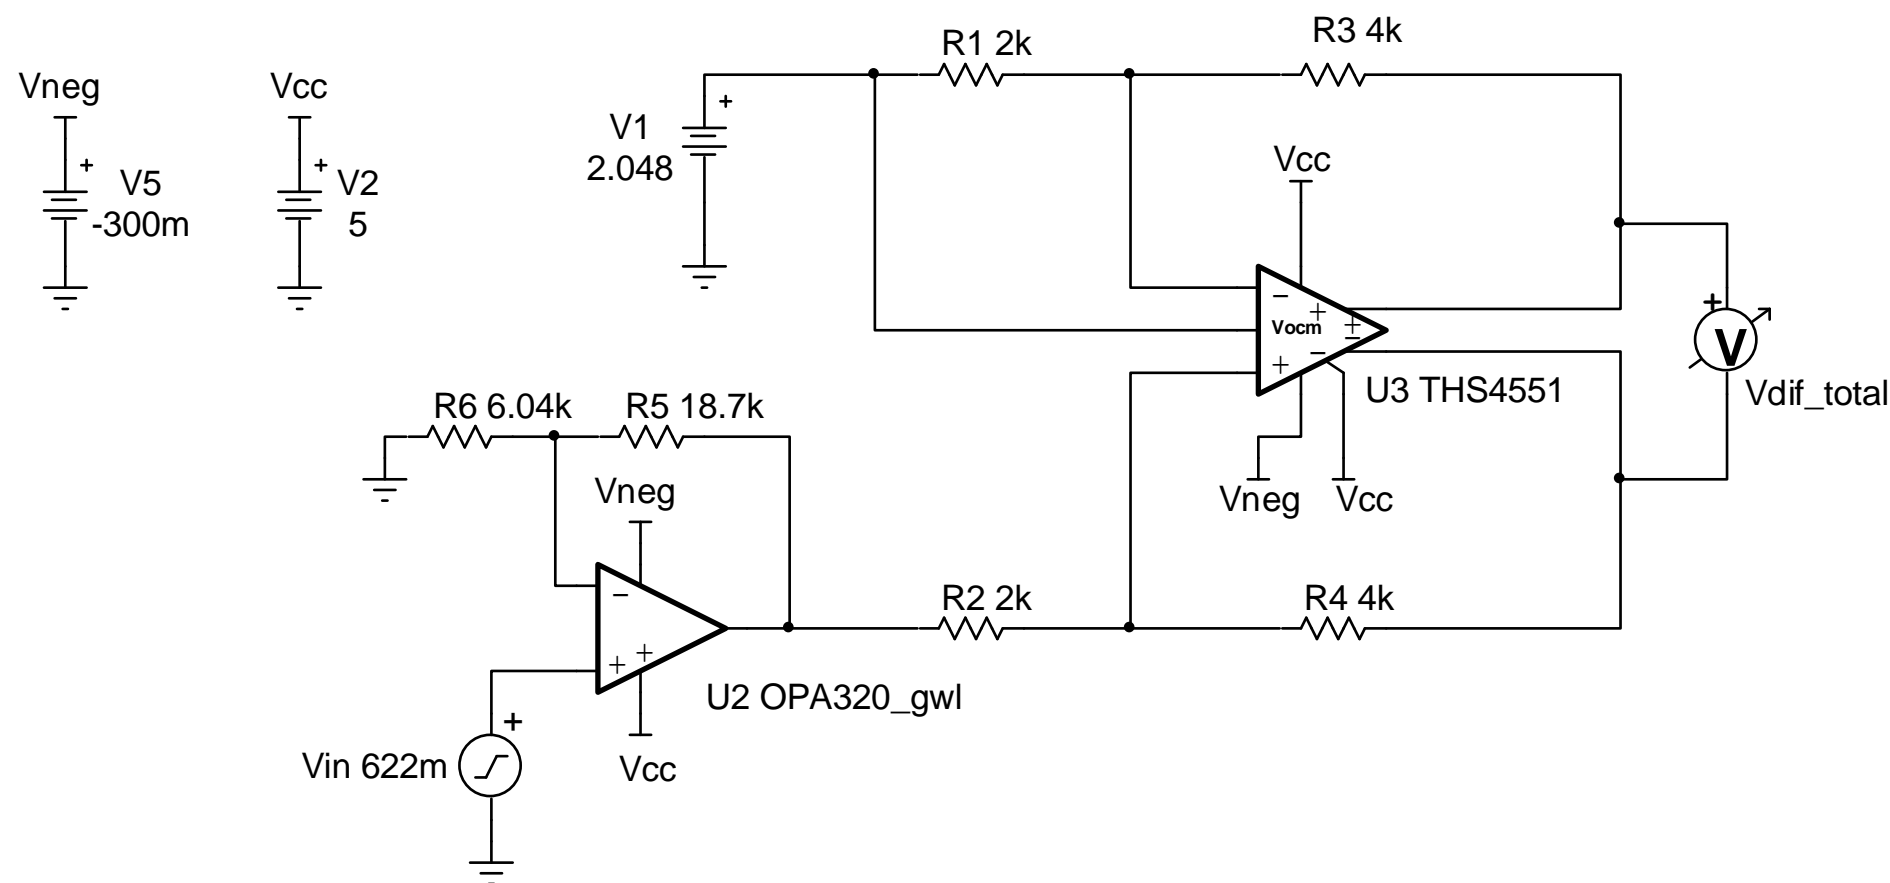 R1 2k
R3 4k
Vneg
Vcc
+
V1
2.048
+
V5
-300m
+
V2
5
Vcc
−
+
Vocm
+
−
−
+
U3 THS4551
Vneg
Vcc
+
V
Vdif_total
R6 6.04k
R5 18.7k
Vneg
−
+
+
R2 2k
R4 4k
U2 OPA320_gwl
+
Vin 622m
Vcc